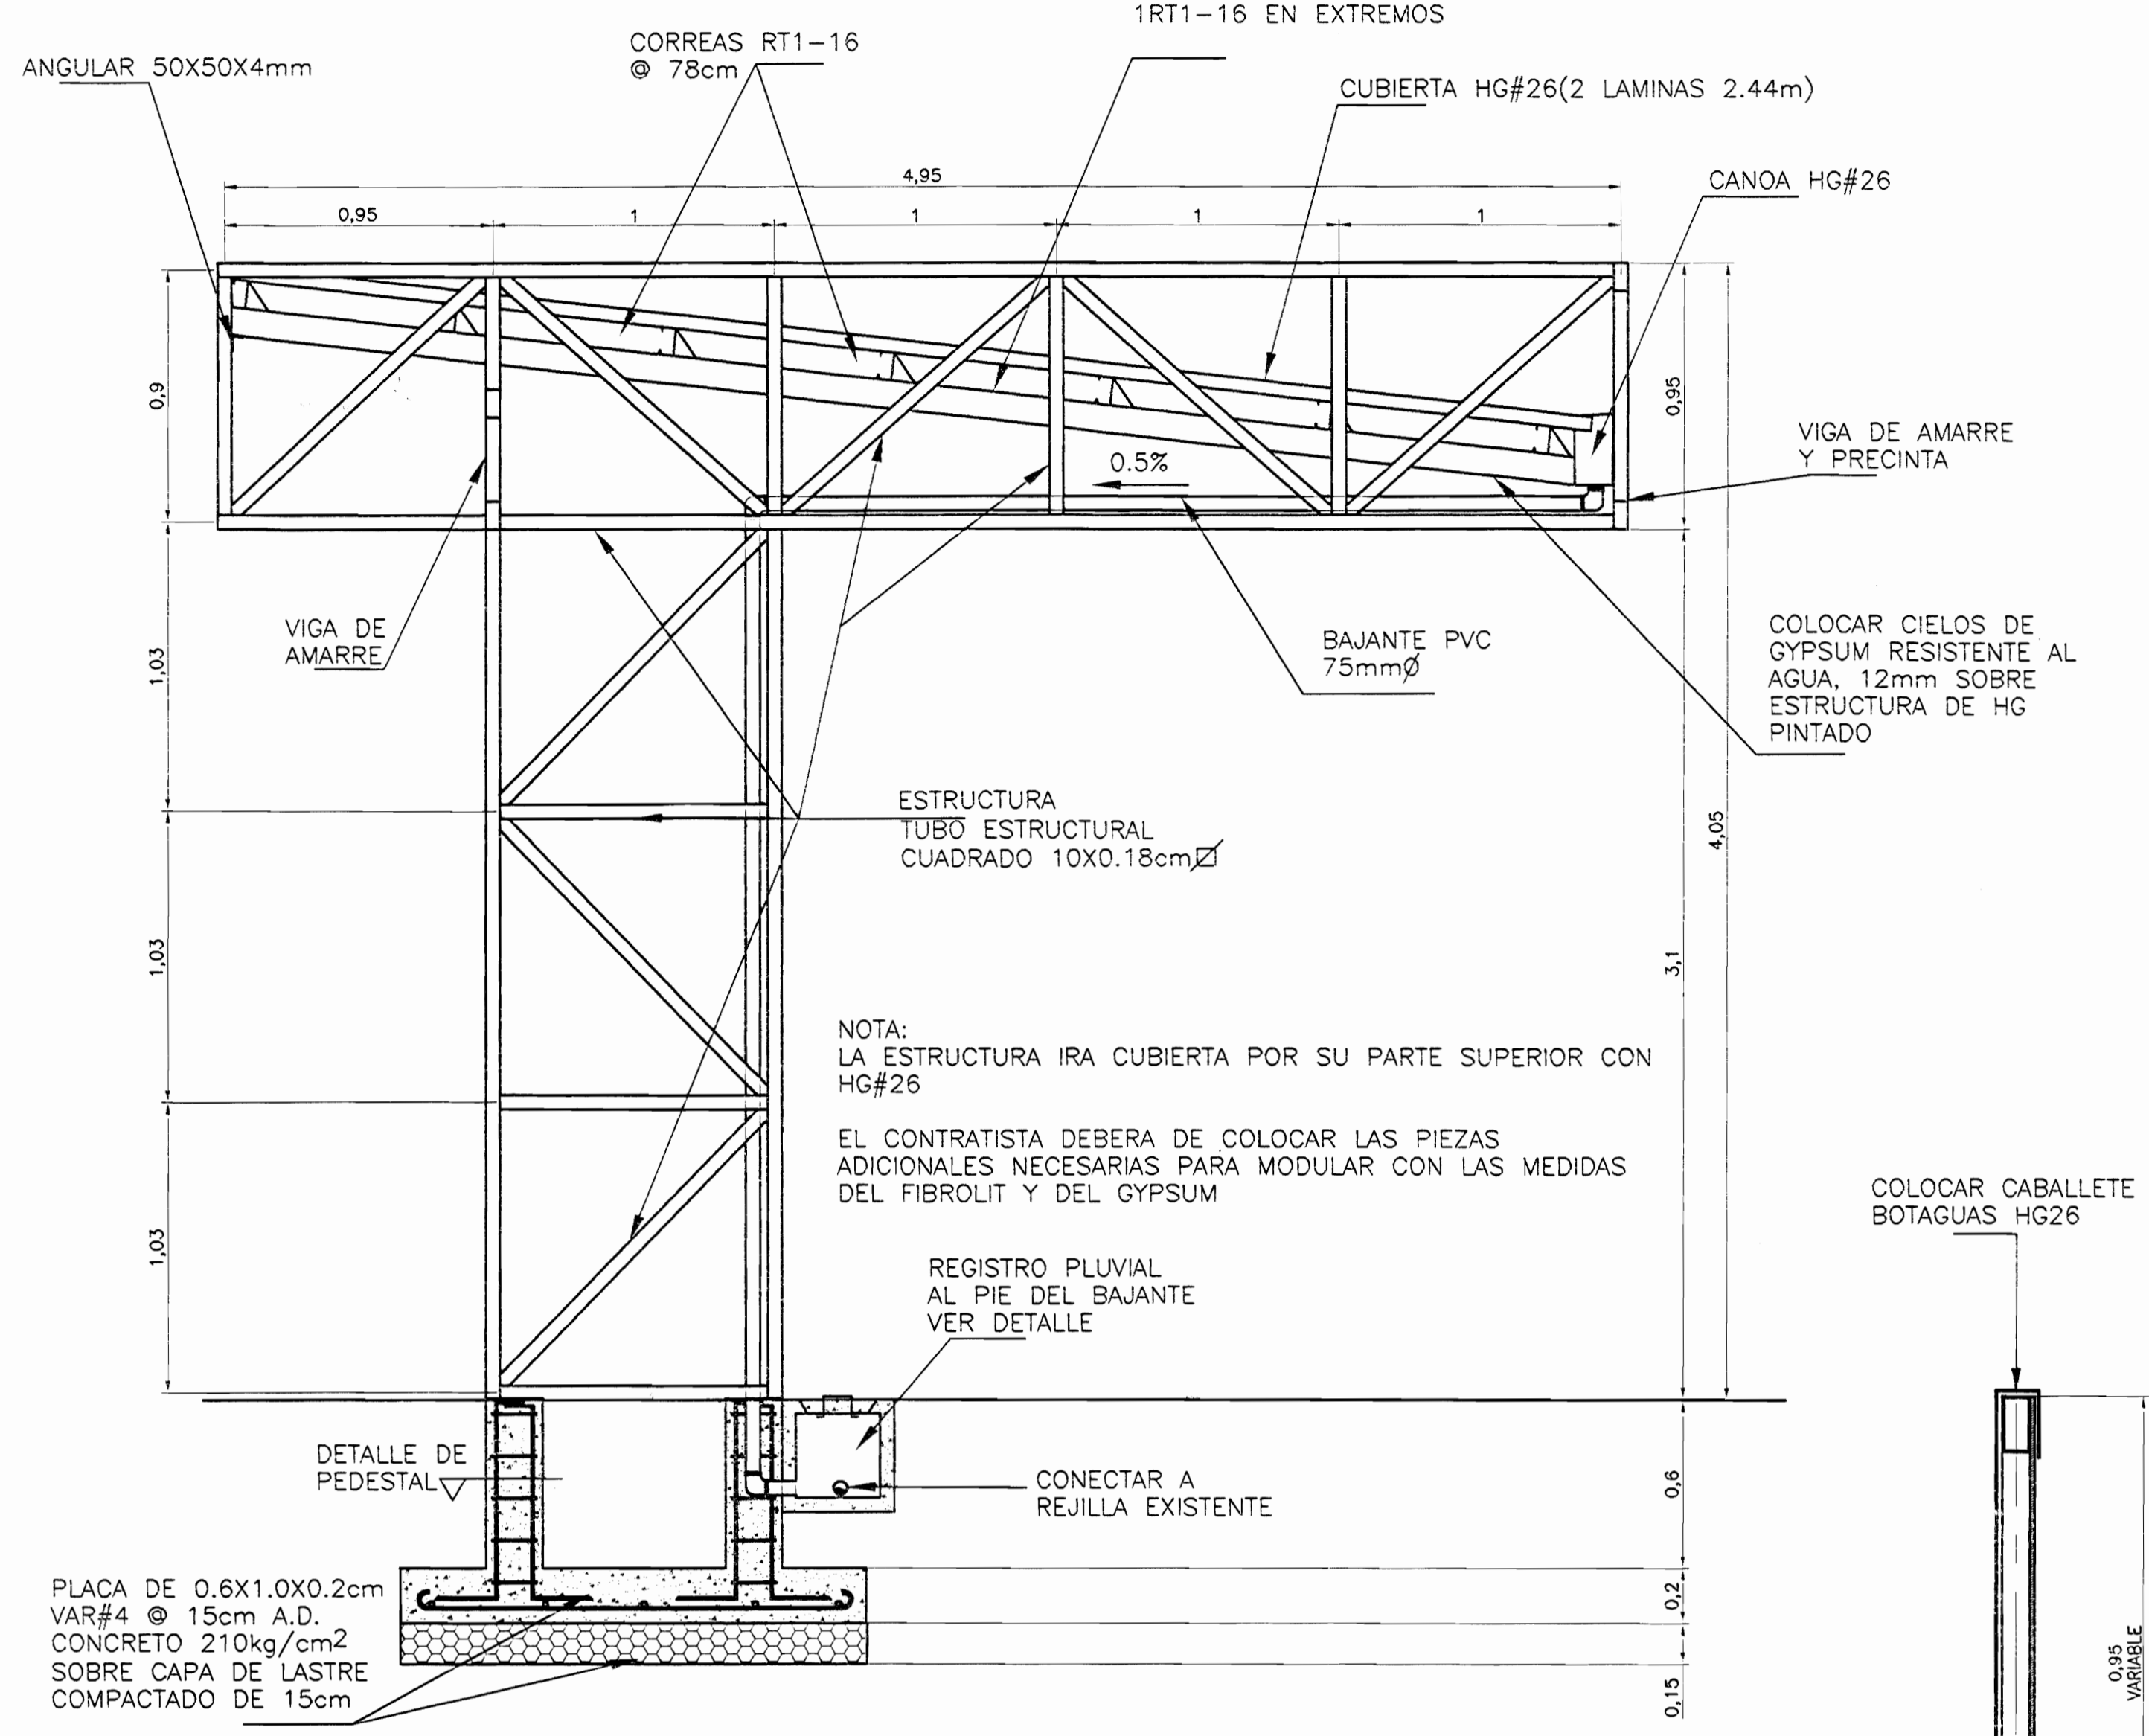 1RT1-16 EN EXTREMOS
CORREAS RT1-16
@ 78cm
ANGULAR 50X50X4mm
CUBIERTA HG#26(2 LAMINAS 2.44m)
CANOA HG#26
4,95
0,95
1
1
1
1
0,9
0,95
VIGA DE AMARRE
Y PRECINTA
0.5%
VIGA DE
AMARRE
1,03
BAJANTE PVC
75mmØ
COLOCAR CIELOS DE
GYPSUM RESISTENTE AL
AGUA, 12mm SOBRE
ESTRUCTURA DE HG
PINTADO
ESTRUCTURA
TUBO ESTRUCTURAL
CUADRADO 10X0.18cm
4,05
1,03
3,1
NOTA:
LA ESTRUCTURA IRA CUBIERTA POR SU PARTE SUPERIOR CON
HG#26
EL CONTRATISTA DEBERA DE COLOCAR LAS PIEZAS
ADICIONALES NECESARIAS PARA MODULAR CON LAS MEDIDAS
DEL FIBROLIT Y DEL GYPSUM
1,03
COLOCAR CABALLETE
BOTAGUAS HG26
REGISTRO PLUVIAL
AL PIE DEL BAJANTE
VER DETALLE
DETALLE DE
PEDESTAL
CONECTAR A
REJILLA EXISTENTE
0,6
PLACA DE 0.6X1.0X0.2cm
VAR#4 @ 15cm A.D.
CONCRETO 210kg/cm2
SOBRE CAPA DE LASTRE
COMPACTADO DE 15cm
0,2
0,15
0,95
VARIABLE